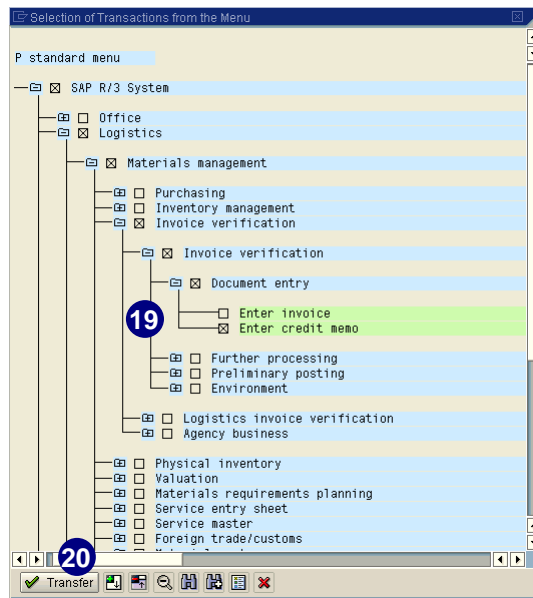 Selection of Transactions from the Menu
P standard menu
SAP R/3 System
Office
Logistics
Materials management
Purchasing
Inventory management
Invoice verification
Invoice verification
Document entry
Enter invoice
19
Enter credit memo
Further processing
Preliminary posting
Environment
Logistics invoice verification
Agency business
Physical inventory
Valuation
Materials requirements planning
Service entry sheet
Service master
Foreign trade/customs
20
Transfer